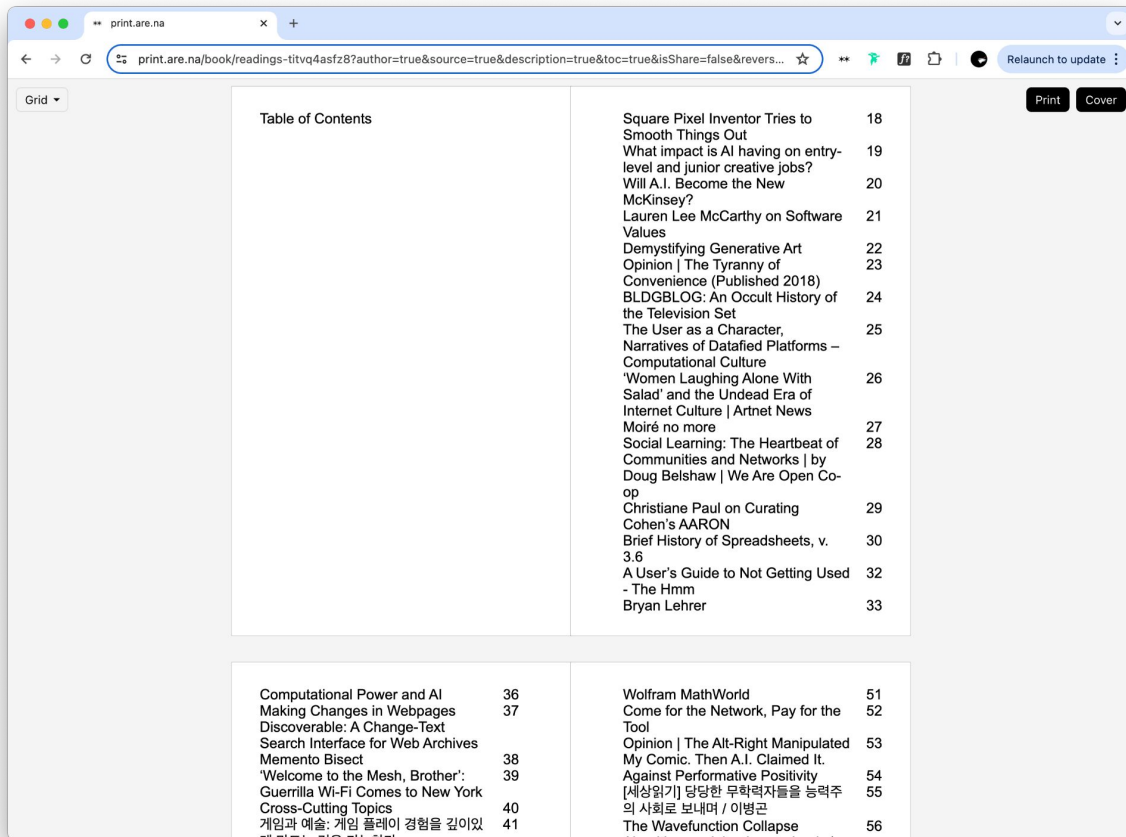 print.are.na
print.are.na/book/readings-titvq4asfz8?author=true&source=true&description=true&toc=true&isShare=false&revers...
Relaunch to update
Grid
Print
Cover
Table of Contents
Square Pixel Inventor Tries to 18
Smooth Things Out
What impact is AI having on entry- 19
level and junior creative jobs?
Will A.I. Become the New 20
McKinsey?
Lauren Lee McCarthy on Software 21
Values
Demystifying Generative Art 22
Opinion | The Tyranny of 23
Convenience (Published 2018)
BLDGBLOG: An Occult History of 24
the Television Set
The User as a Character, 25
Narratives of Datafied Platforms –
Computational Culture
‘Women Laughing Alone With 26
Salad’ and the Undead Era of
Internet Culture | Artnet News
Moiré no more 27
Social Learning: The Heartbeat of 28
Communities and Networks | by
Doug Belshaw | We Are Open Co-
op
Christiane Paul on Curating 29
Cohen’s AARON
Brief History of Spreadsheets, v. 30
3.6
A User’s Guide to Not Getting Used 32
- The Hmm
Bryan Lehrer 33
Computational Power and AI 36
Making Changes in Webpages 37
Discoverable: A Change-Text
Search Interface for Web Archives
Memento Bisect 38
‘Welcome to the Mesh, Brother’: 39
Guerrilla Wi-Fi Comes to New York
Cross-Cutting Topics 40
게임과 예술: 게임 플레이 경험을 깊이있 41
Wolfram MathWorld 51
Come for the Network, Pay for the 52
Tool
Opinion | The Alt-Right Manipulated 53
My Comic. Then A.I. Claimed It.
Against Performative Positivity 54
[세상읽기] 당당한 무학력자들을 능력주 55
의 사회로 보내며 / 이병곤
The Wavefunction Collapse 56